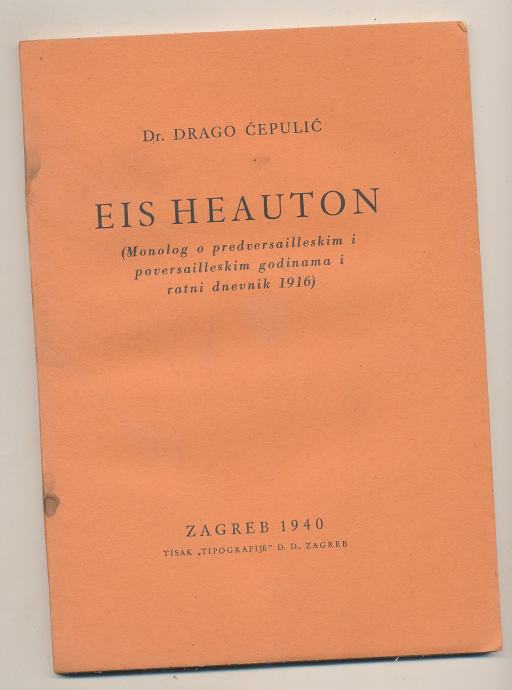 Dr. DRAGO ĆEPULIĆ
EIS HEAUTON
(Monolog o predversailleskim i
poversailleskim godinama i
ratni dnevnik 1916)
ZAGREB 1940
TISAK „TIPOGRAFIJE" D. D., ZAGREB